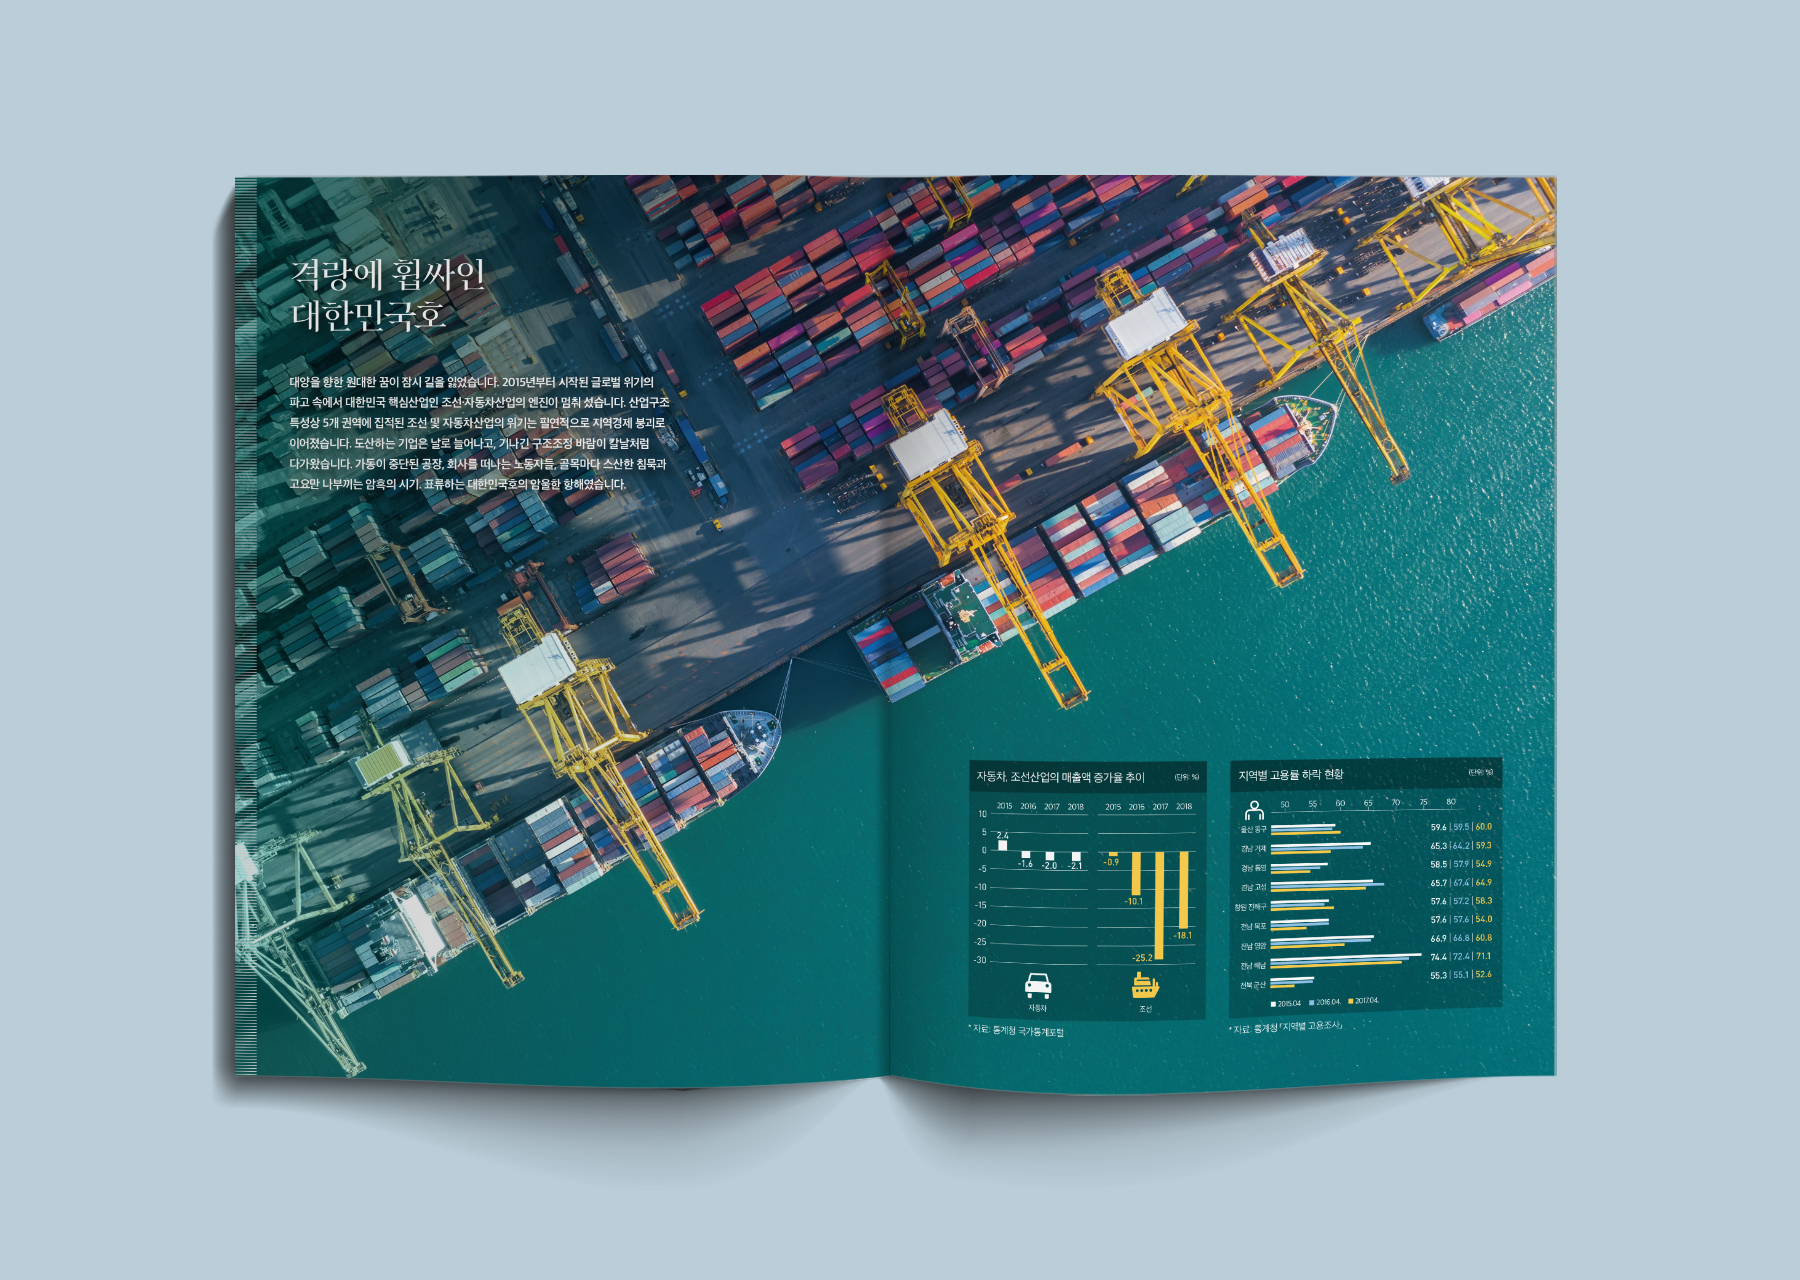 격랑에 휩싸인
대한민국호
대양을 향한 원대한 꿈이 잠시 길을 잃었습니다. 2015년부터 시작된 글로벌 위기의
파고 속에서 대한민국 핵심산업인 조선·자동차산업의 엔진이 멈춰 섰습니다. 산업구조
특성상 5개 권역에 집적된 조선 및 자동차산업의 위기는 필연적으로 지역경제 붕괴로
이어졌습니다. 도산하는 기업은 날로 늘어나고, 기나긴 구조조정 바람이 칼날처럼
다가왔습니다. 가동이 중단된 공장, 회사를 떠나는 노동자들, 골목마다 스산한 침묵과
고요만 나부끼는 암흑의 시기. 표류하는 대한민국호의 암울한 항해였습니다.
자동차, 조선산업의 매출액 증가율 추이 (단위: %)
2015 2016 2017 2018 2015 2016 2017 2018
10
5
0
-5
-10
-15
-20
-25
-30
2.4
-1.6 -2.0 -2.1
-0.9
-10.1
-25.2
-18.1
자동차 조선
* 자료: 통계청 국가통계포털
지역별 고용률 하락 현황 (단위: %)
50 55 60 65 70 75 80
울산 동구 59.6 | 59.5 | 60.0
경남 거제 65.3 | 64.2 | 59.3
경남 통영 58.5 | 57.9 | 54.9
경남 고성 65.7 | 67.4 | 64.9
창원 진해구 57.6 | 57.2 | 58.3
전남 목포 57.6 | 57.6 | 54.0
전남 영암 66.9 | 66.8 | 60.8
전남 해남 74.4 | 72.4 | 71.1
전북 군산 55.3 | 55.1 | 52.6
2015.04 2016.04. 2017.04.
* 자료: 통계청 「지역별 고용조사」